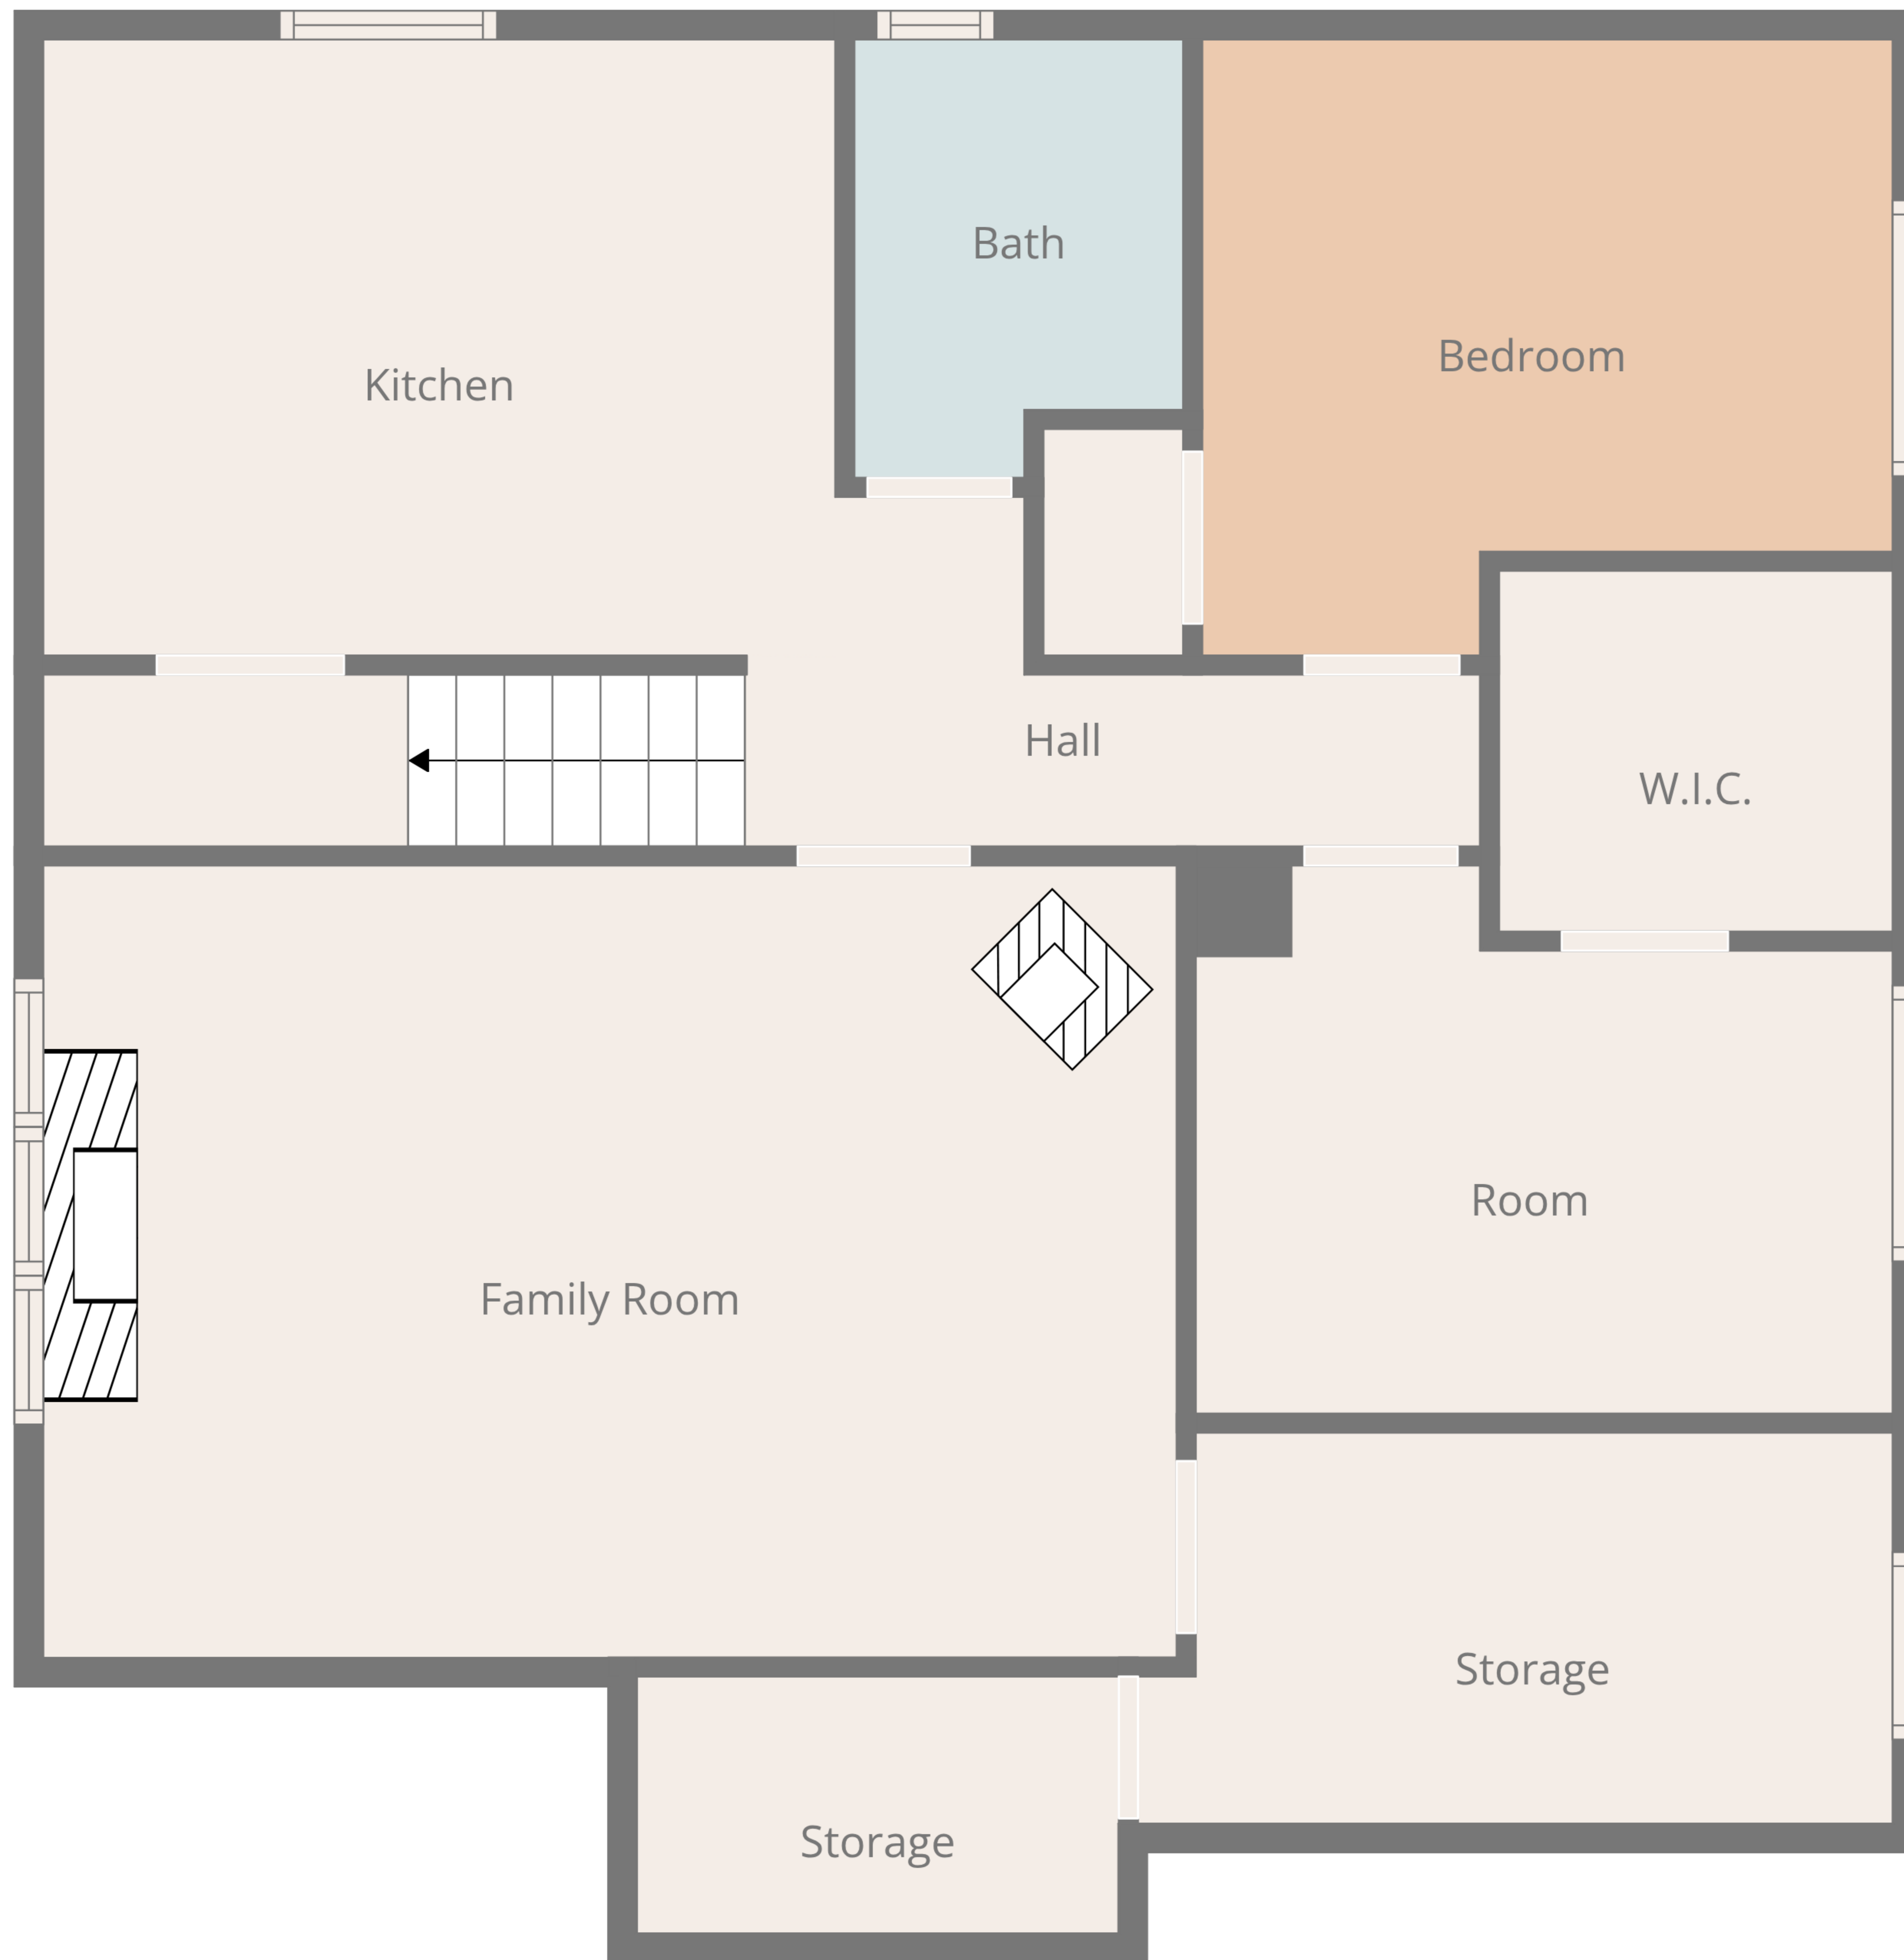 Bath
Bedroom
Kitchen
Hall
W.I.C.
Room
Family Room
Storage
Storage